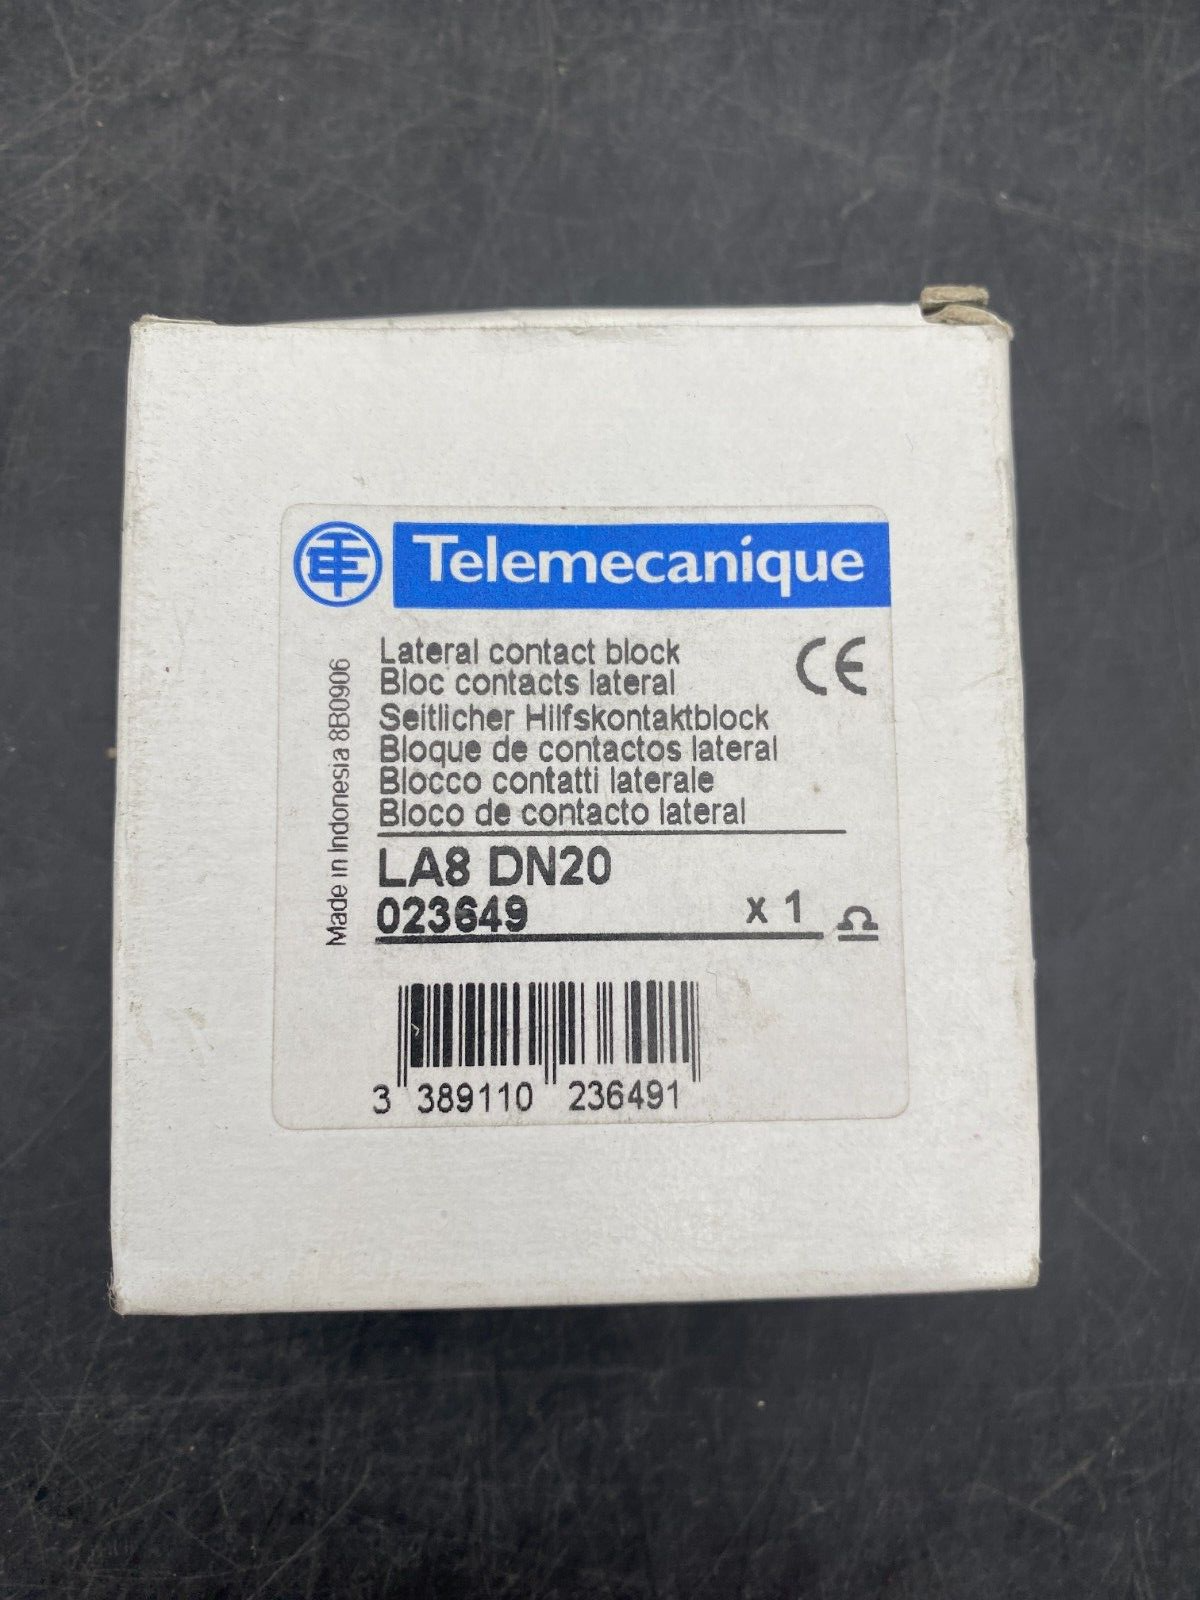 Telemecanique
Lateral contact block
Bloc contacts lateral
Seitlicher Hilfskontaktblock
Bloque de contactos lateral
Blocco contatti laterale
Bloco de contacto lateral
CE
Made in Indonesia 8B0906
LA8 DN20
023649 x 1
3 389110 236491